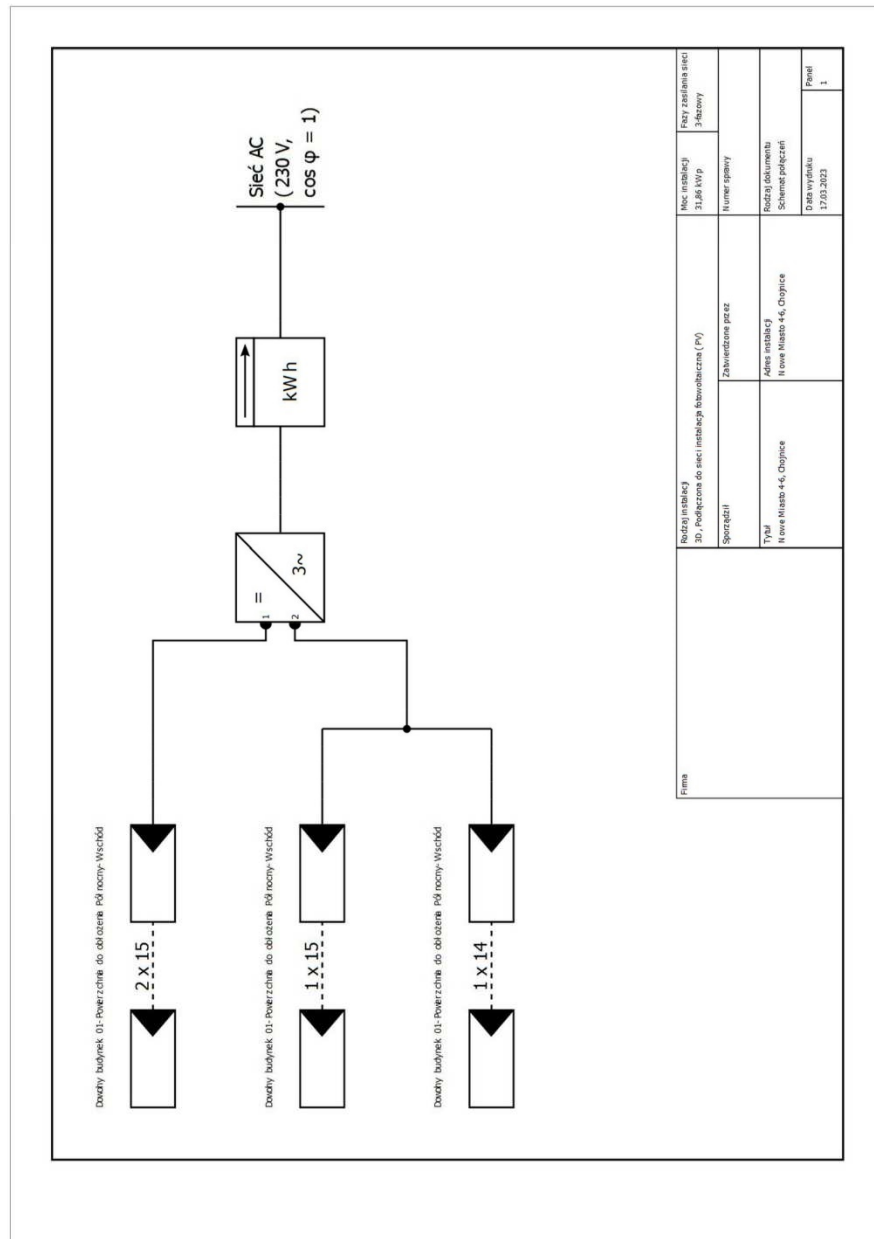 Sieć AC
( 230 V,
cos φ = 1)
kWh
=
3~
1
2
Dowolny budynek 01-Powierzchnia do obłożenia Północny-Wschód
2 x 15
Dowolny budynek 01-Powierzchnia do obłożenia Północny-Wschód
1 x 15
Dowolny budynek 01-Powierzchnia do obłożenia Północny-Wschód
1 x 14
Firma
Rodzaj instalacji
3D , Podłączona do sieci instalacja fotowoltaiczna ( PV)
Moc instalacji
31,86 kWp
Fazy zasilania sieci
3-fazowy
Sporządził
Zatwierdzone przez
Numer sprawy
Tytuł
Nowe Miasto 4-6, Chojnice
Adres instalacji
Nowe Miasto 4-6, Chojnice
Rodzaj dokumentu
Schemat połączeń
Data wydruku
17.03.2023
Panel
1